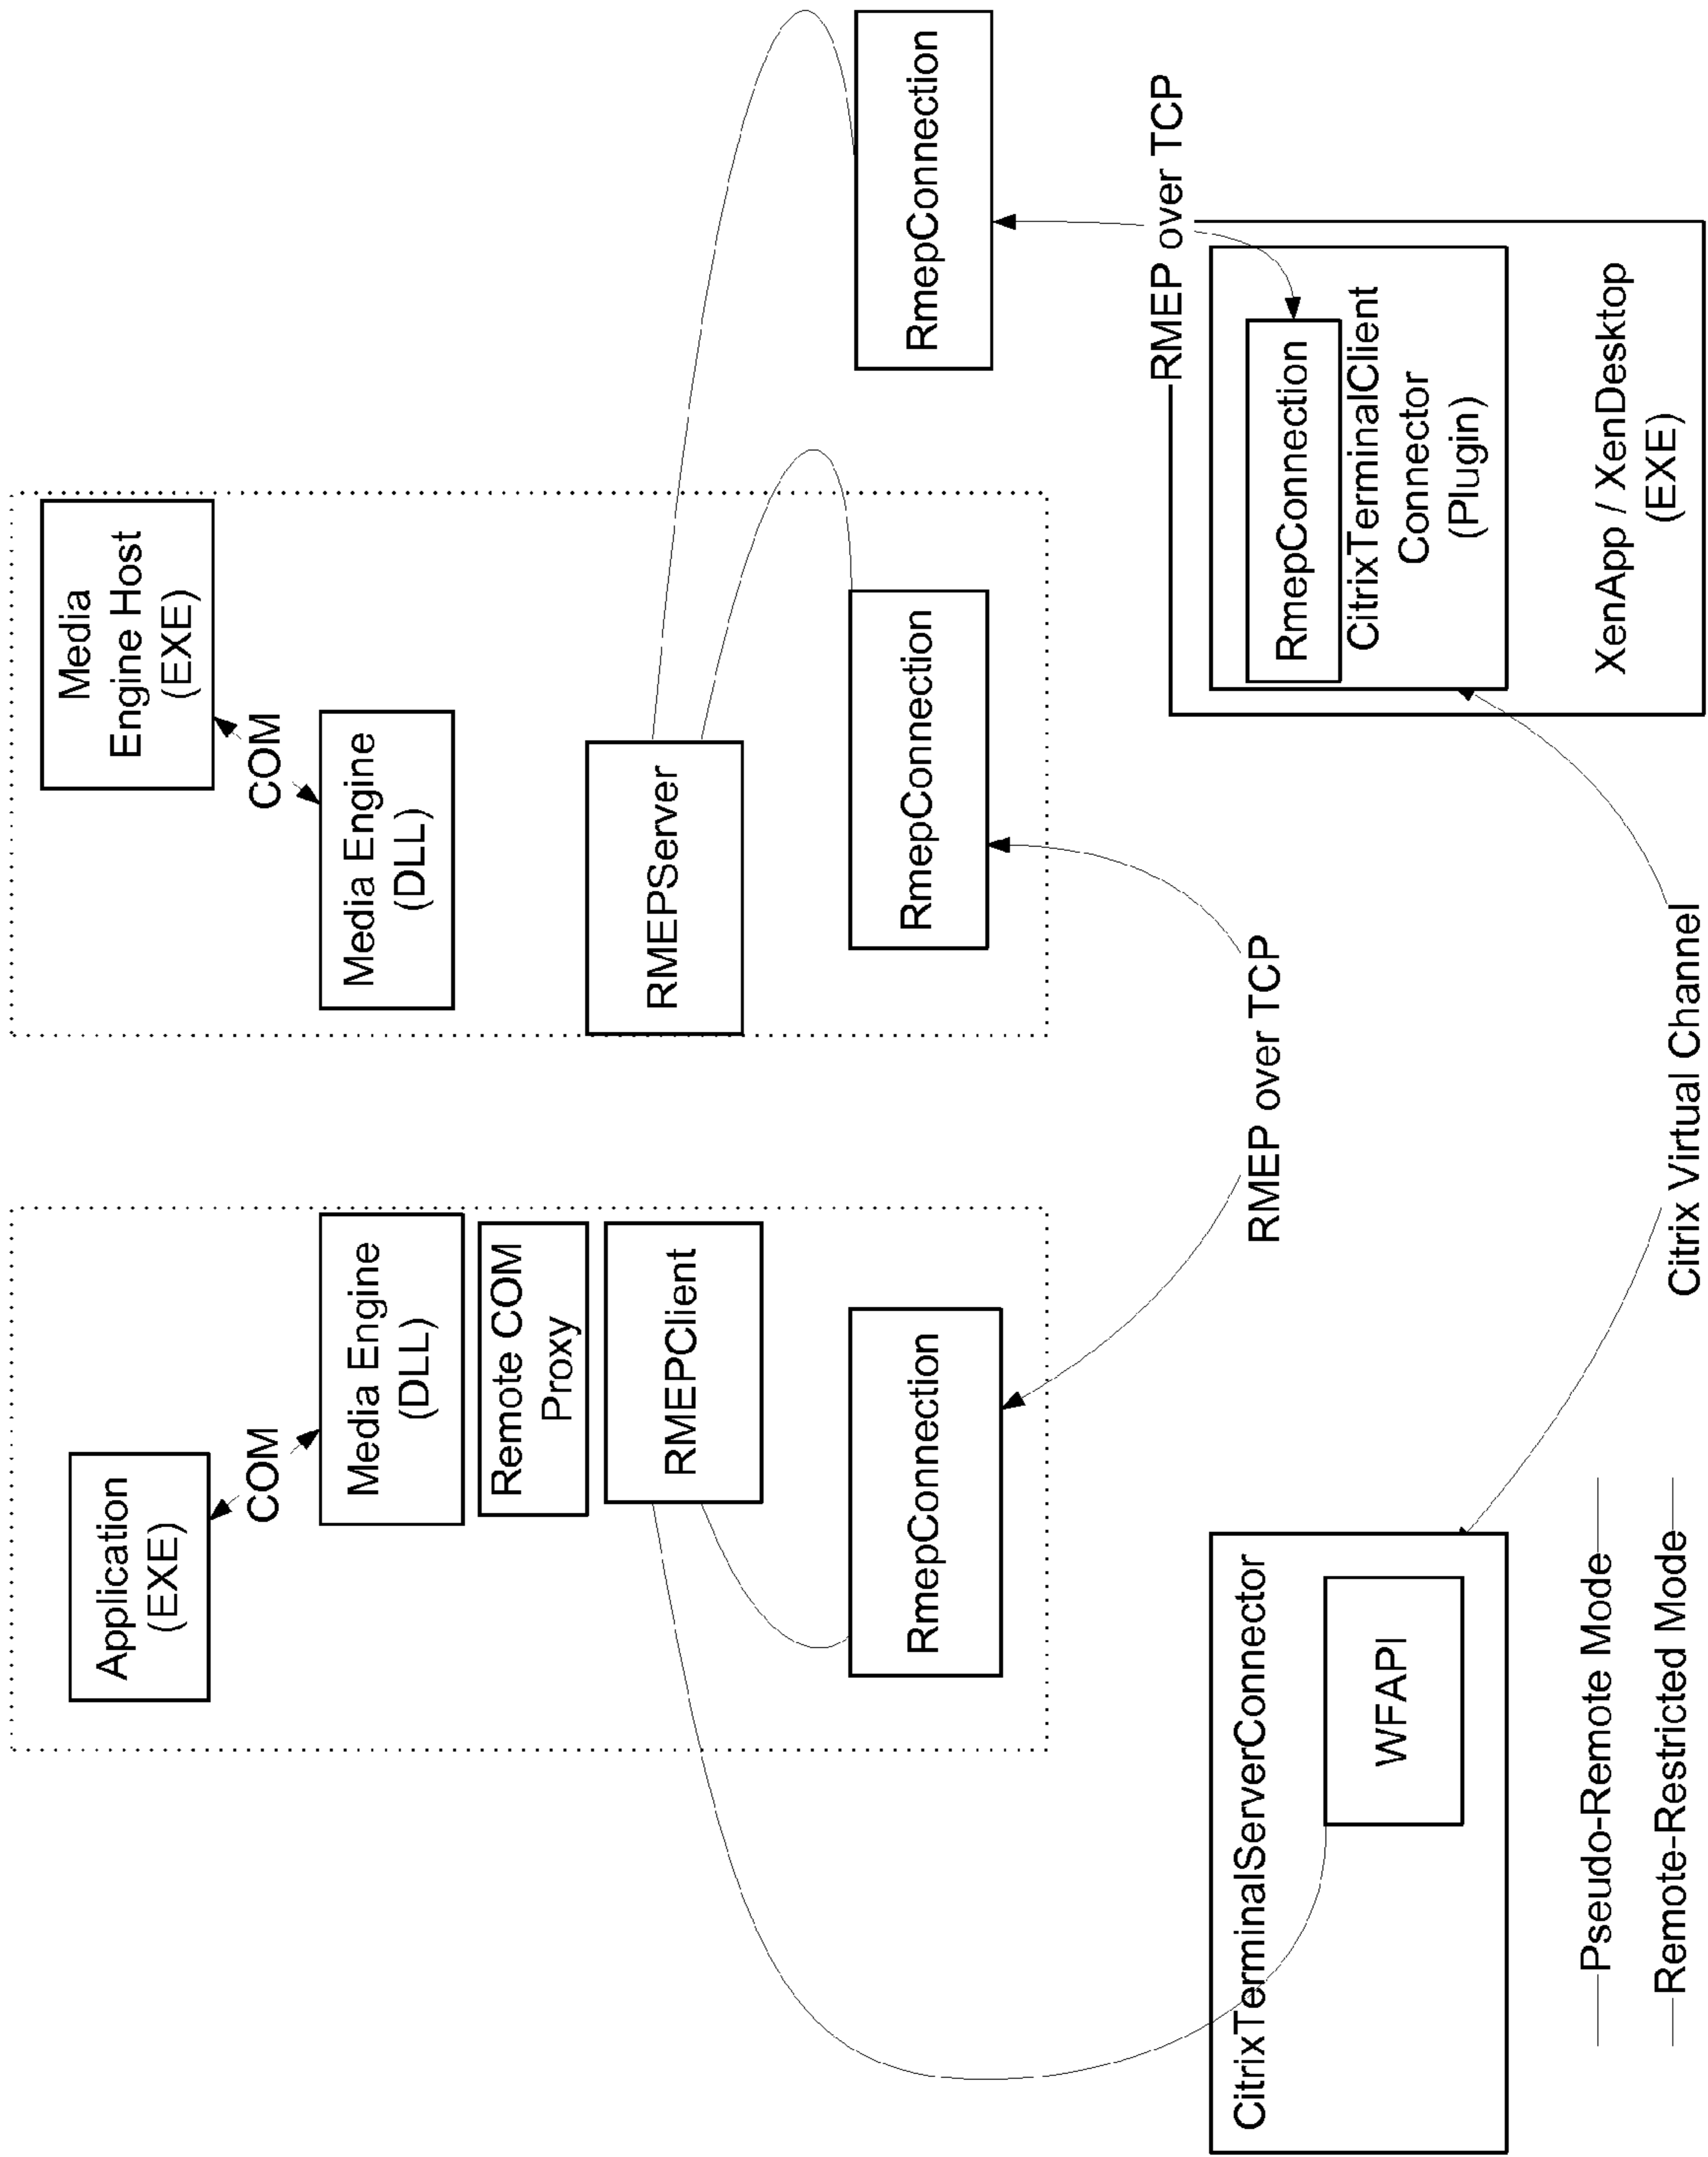 Application
(EXE)
COM
Media Engine
(DLL)
Remote COM
Proxy
RMEPClient
RmepConnection
Media
Engine Host
(EXE)
COM
Media Engine
(DLL)
RMEPServer
RmepConnection
RmepConnection
RMEP over TCP
RMEP over TCP
CitrixTerminalServerConnector
WFAPI
Citrix Virtual Channel
RmepConnection
CitrixTerminalClient
Connector
(Plugin)
XenApp / XenDesktop
(EXE)
Pseudo-Remote Mode
Remote-Restricted Mode